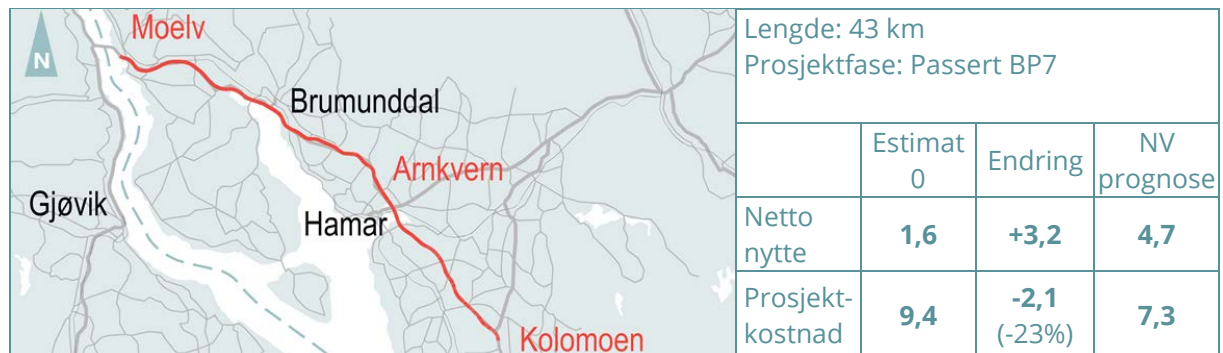 Moelv
N
Brumunddal
Arnkvern
Gjøvik
Hamar
Kolomoen
Lengde: 43 km
Prosjektfase: Passert BP7
Estimat
0
Endring
NV
prognose
Netto
nytte
1,6
+3,2
4,7
Prosjekt-
kostnad
9,4
-2,1
(-23%)
7,3